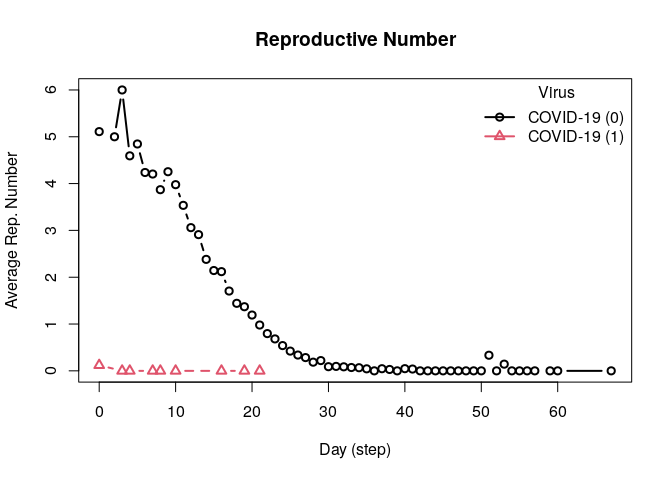 Reproductive Number
Virus
COVID-19 (0)
COVID-19 (1)
Average Rep. Number
6
5
4
3
2
1
0
0 10 20 30 40 50 60
Day (step)